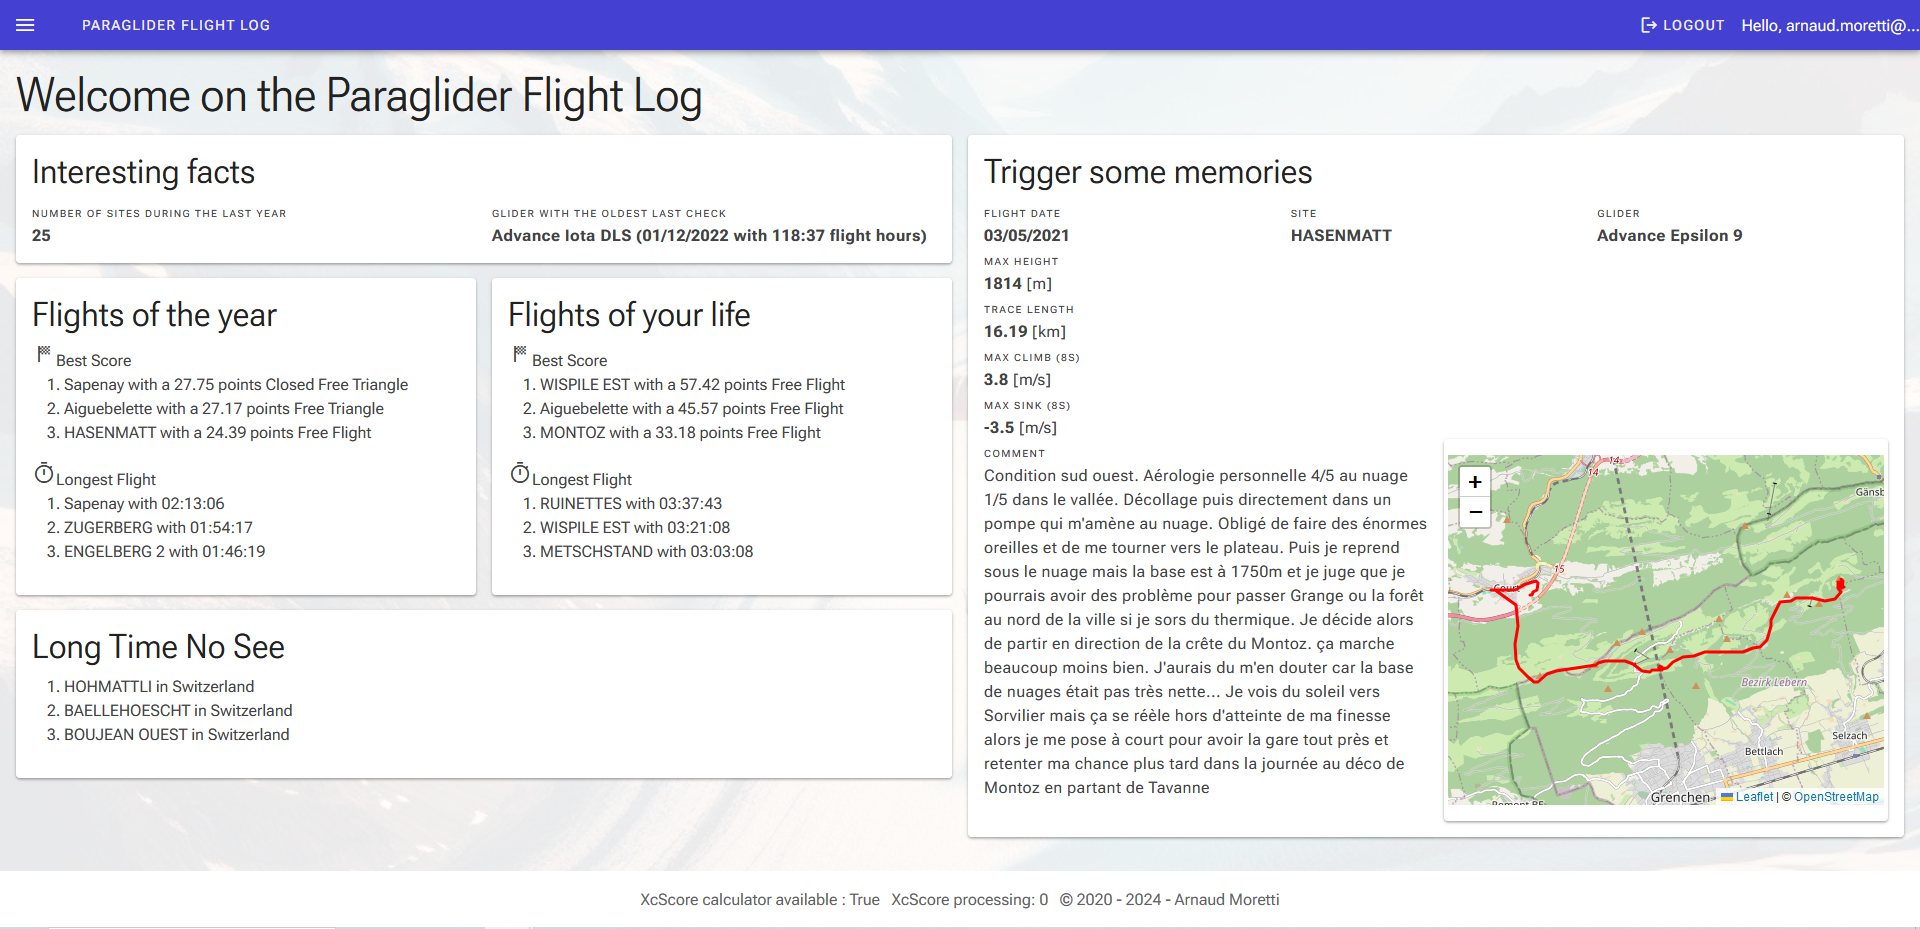 PARAGLIDER FLIGHT LOG
LOGOUT
Hello, arnaud.moretti@...
Welcome on the Paraglider Flight Log
Interesting facts
NUMBER OF SITES DURING THE LAST YEAR
25
GLIDER WITH THE OLDEST LAST CHECK
Advance Iota DLS (01/12/2022 with 118:37 flight hours)
Flights of the year
Best Score
1. Sapenay with a 27.75 points Closed Free Triangle
2. Aiguebelette with a 27.17 points Free Triangle
3. HASENMATT with a 24.39 points Free Flight
Longest Flight
1. Sapenay with 02:13:06
2. ZUGERBERG with 01:54:17
3. ENGELBERG 2 with 01:46:19
Flights of your life
Best Score
1. WISPILE EST with a 57.42 points Free Flight
2. Aiguebelette with a 45.57 points Free Flight
3. MONTOZ with a 33.18 points Free Flight
Longest Flight
1. RUINETTES with 03:37:43
2. WISPILE EST with 03:21:08
3. METSCHSTAND with 03:03:08
Long Time No See
1. HOHMATTLI in Switzerland
2. BAELLEHOESCHT in Switzerland
3. BOUJEAN OUEST in Switzerland
Trigger some memories
FLIGHT DATE
03/05/2021
SITE
HASENMATT
GLIDER
Advance Epsilon 9
MAX HEIGHT
1814 [m]
TRACE LENGTH
16.19 [km]
MAX CLIMB (8S)
3.8 [m/s]
MAX SINK (8S)
-3.5 [m/s]
COMMENT
Condition sud ouest. Aérologie personnelle 4/5 au nuage
1/5 dans le vallée. Décollage puis directement dans un
pompe qui m'amène au nuage. Obligé de faire des énormes
oreilles et de me tourner vers le plateau. Puis je reprend
sous le nuage mais la base est à 1750m et je juge que je
pourrais avoir des problème pour passer Grange ou la forêt
au nord de la ville si je sors du thermique. Je décide alors
de partir en direction de la crête du Montoz. ça marche
beaucoup moins bien. J'aurais du m'en douter car la base
de nuages était pas très nette... Je vois du soleil vers
Sorvilier mais ça se réèle hors d'atteinte de ma finesse
alors je me pose à court pour avoir la gare tout près et
retenter ma chance plus tard dans la journée au déco de
Montoz en partant de Tavanne
+
−
14
14
15
Gänsb
Court
Bezirk Lebern
Selzach
Bettlach
Grenchen
Leaflet | © OpenStreetMap
XcScore calculator available : True XcScore processing: 0 © 2020 - 2024 - Arnaud Moretti